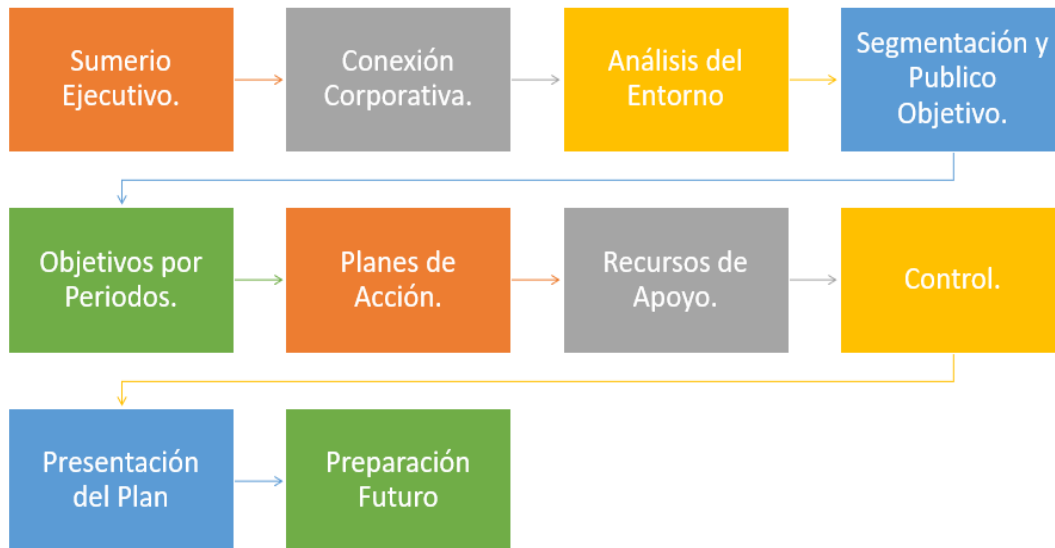 Sumerio
Ejecutivo.
Conexión
Corporativa.
Análisis del
Entorno
Segmentación y
Publico
Objetivo.
Objetivos por
Periodos.
Planes de
Acción.
Recursos de
Apoyo.
Control.
Presentación
del Plan
Preparación
Futuro